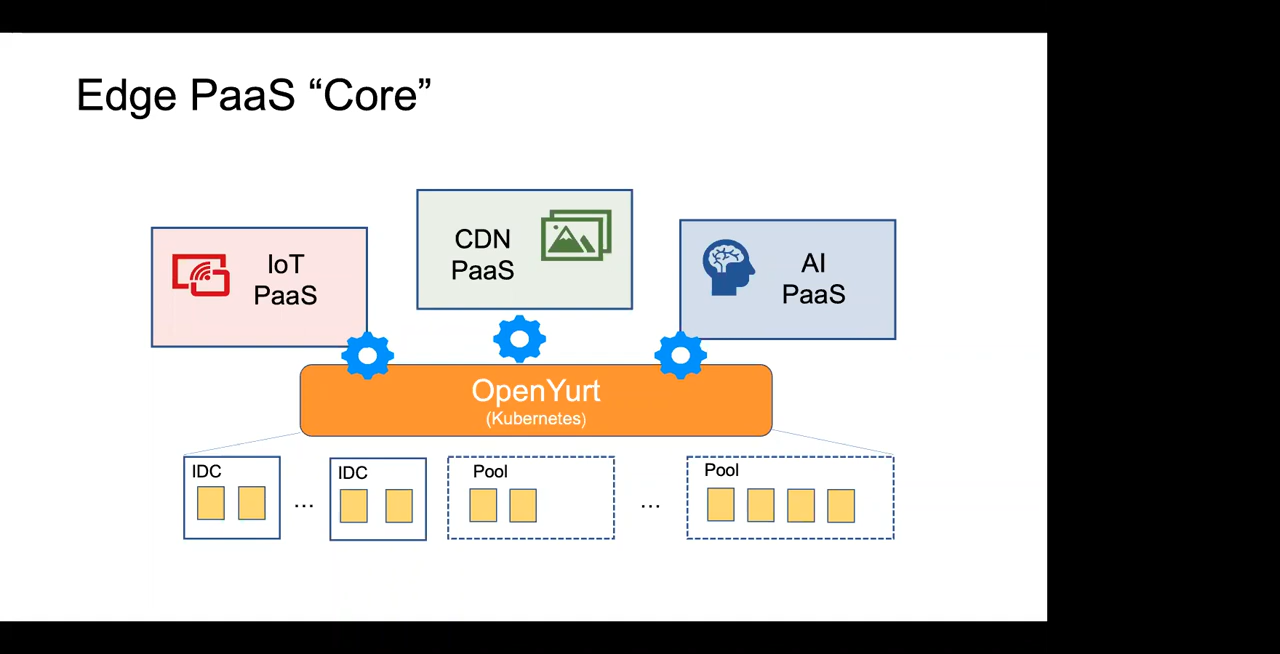 Edge PaaS “Core”
IoT
PaaS
CDN
PaaS
AI
PaaS
OpenYurt
(Kubernetes)
IDC
...
IDC
Pool
...
Pool